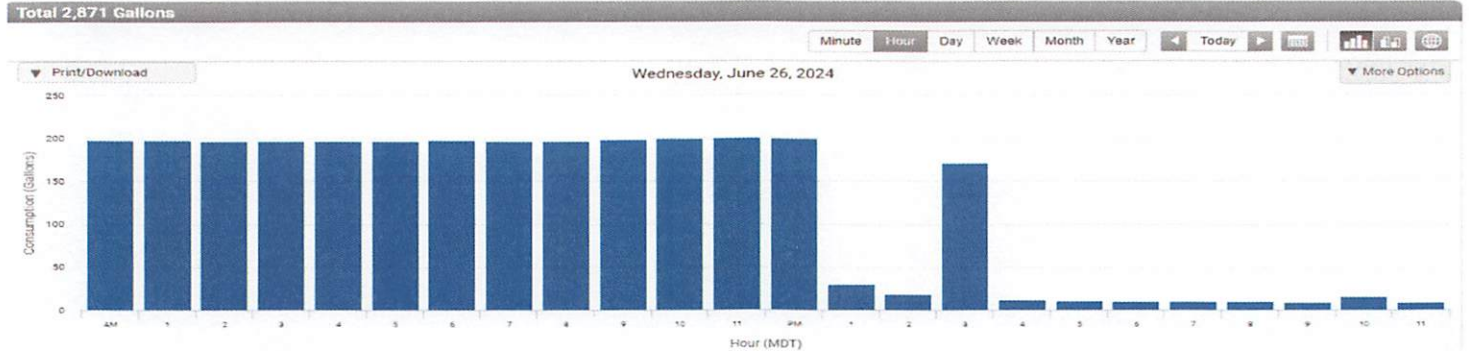 Total 2,871 Gallons
Minute Hour Day Week Month Year ◄ Today ►
▼ Print/Download
Wednesday, June 26, 2024
▼ More Options
250
200
150
100
50
0
Consumption (Gallons)
AM 1 2 3 4 5 6 7 8 9 10 11 PM 1 2 3 4 5 6 7 8 9 10 11
Hour (MDT)